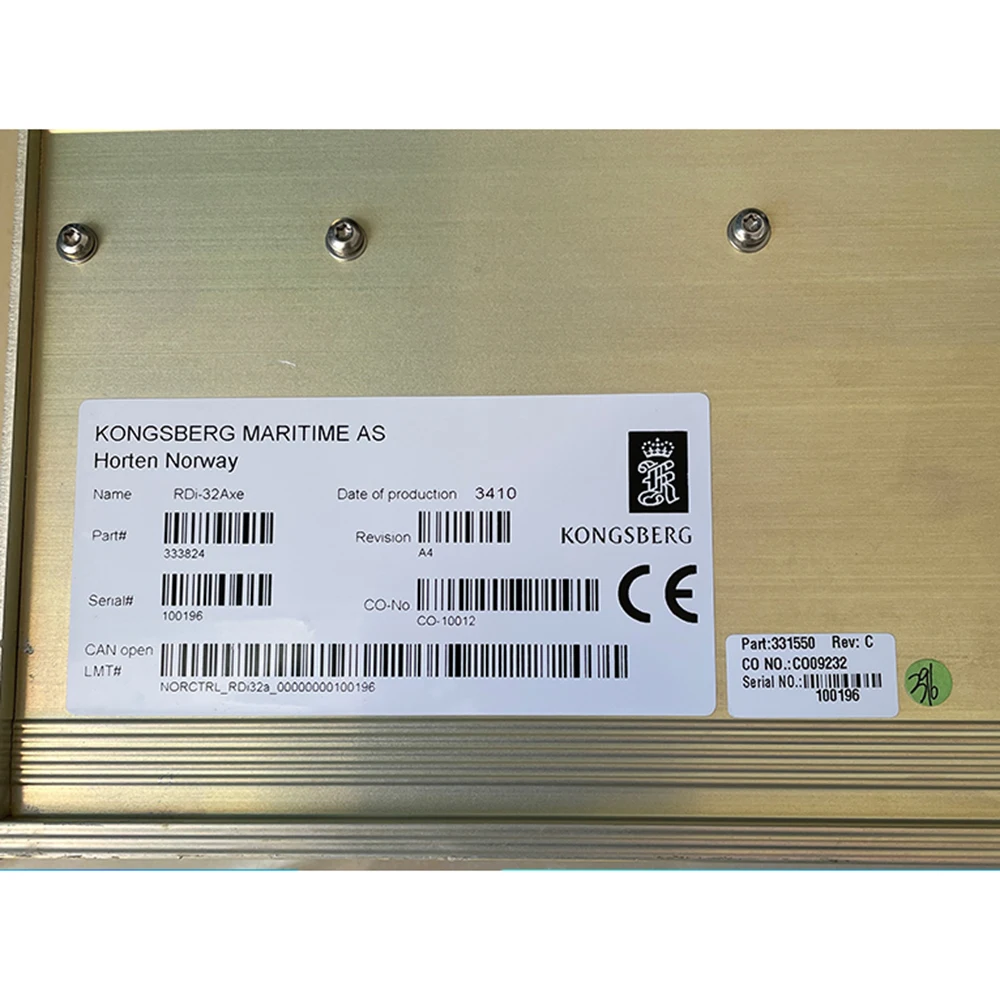 KONGSBERG MARITIME AS
Horten Norway
Name RDi-32Axe Date of production 3410
Part# 333824 Revision A4
KONGSBERG
Serial# 100196 CO-No CO-10012
CE
CAN open
LMT#
NORCTRL_RDi32a_00000000100196
Part:331550 Rev: C
CO NO.:CO09232
Serial NO.:
100196